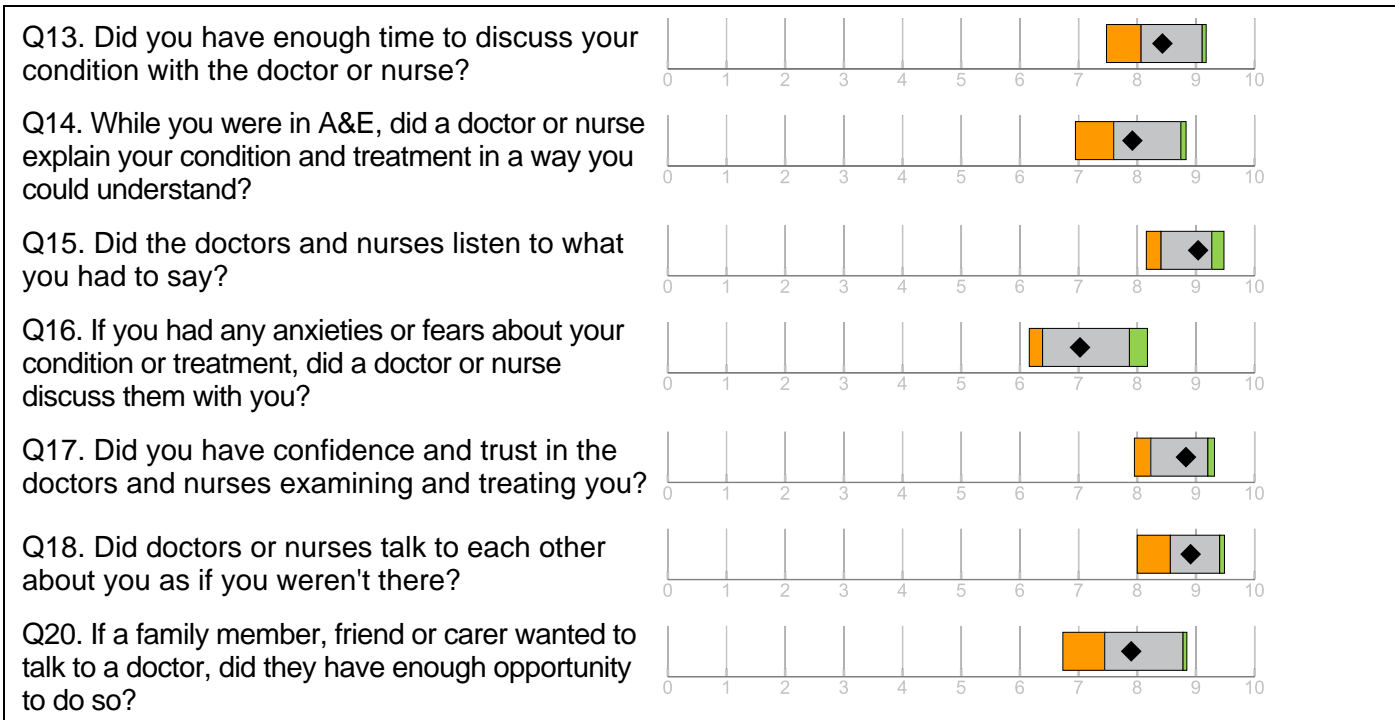 Q13. Did you have enough time to discuss your
condition with the doctor or nurse?
0 1 2 3 4 5 6 7 8 9 10
Q14. While you were in A&E, did a doctor or nurse
explain your condition and treatment in a way you
could understand?
0 1 2 3 4 5 6 7 8 9 10
Q15. Did the doctors and nurses listen to what
you had to say?
0 1 2 3 4 5 6 7 8 9 10
Q16. If you had any anxieties or fears about your
condition or treatment, did a doctor or nurse
discuss them with you?
0 1 2 3 4 5 6 7 8 9 10
Q17. Did you have confidence and trust in the
doctors and nurses examining and treating you?
0 1 2 3 4 5 6 7 8 9 10
Q18. Did doctors or nurses talk to each other
about you as if you weren't there?
0 1 2 3 4 5 6 7 8 9 10
Q20. If a family member, friend or carer wanted to
talk to a doctor, did they have enough opportunity
to do so?
0 1 2 3 4 5 6 7 8 9 10